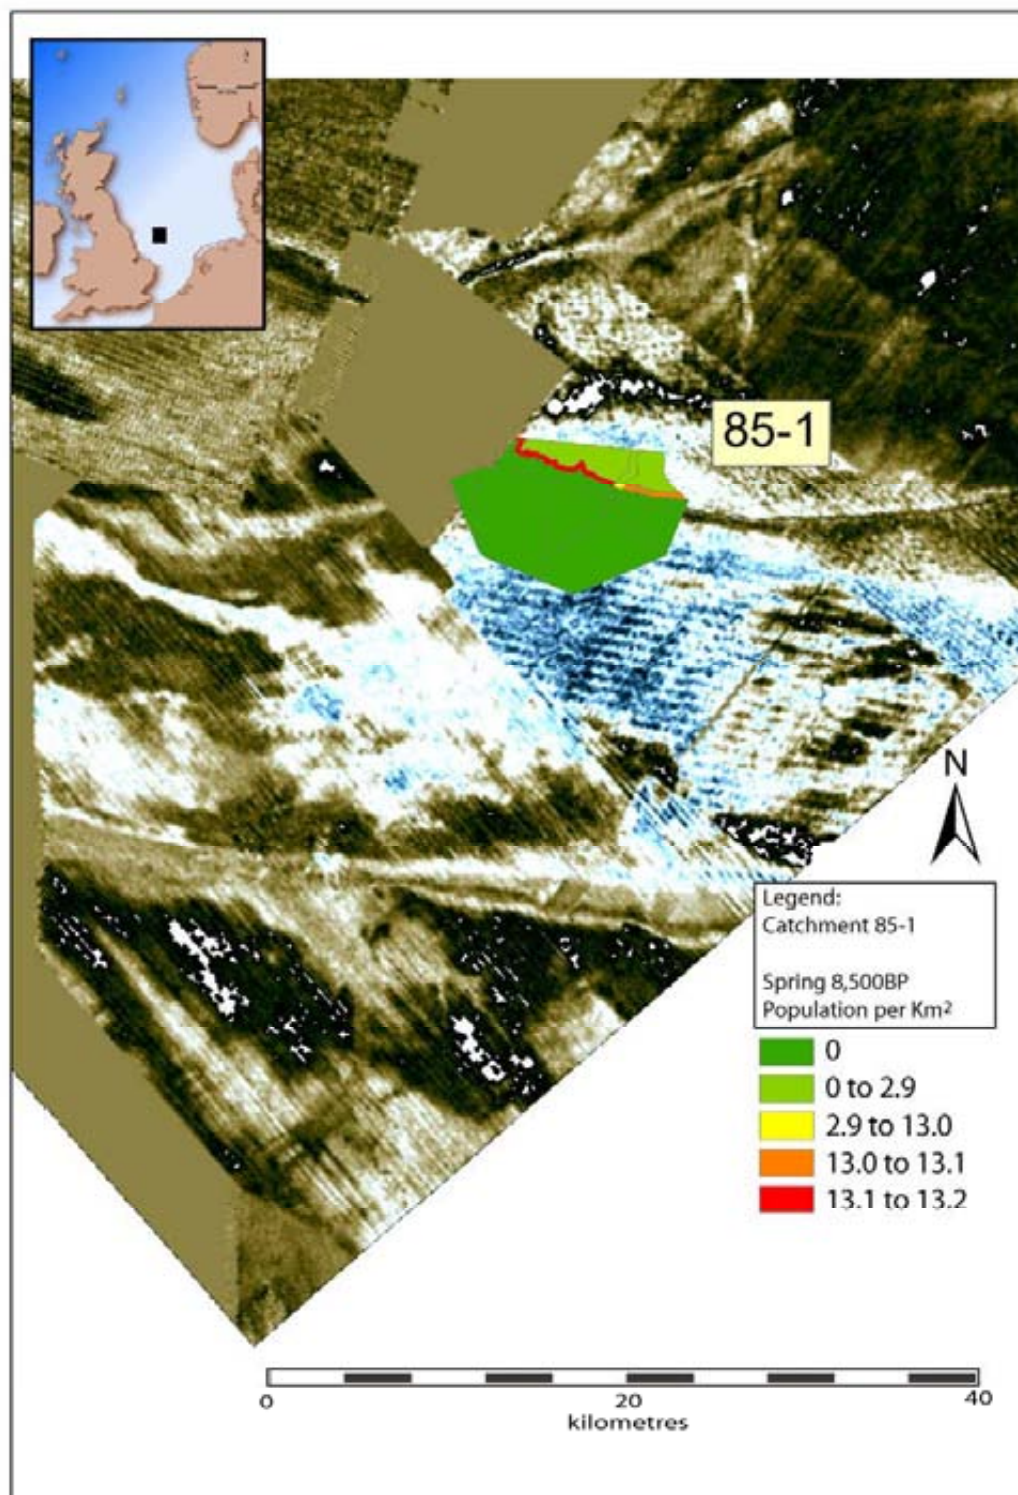 85-1
N
Legend:
Catchment 85-1
Spring 8,500BP
Population per Km²
0
0 to 2.9
2.9 to 13.0
13.0 to 13.1
13.1 to 13.2
0 20 40
kilometres